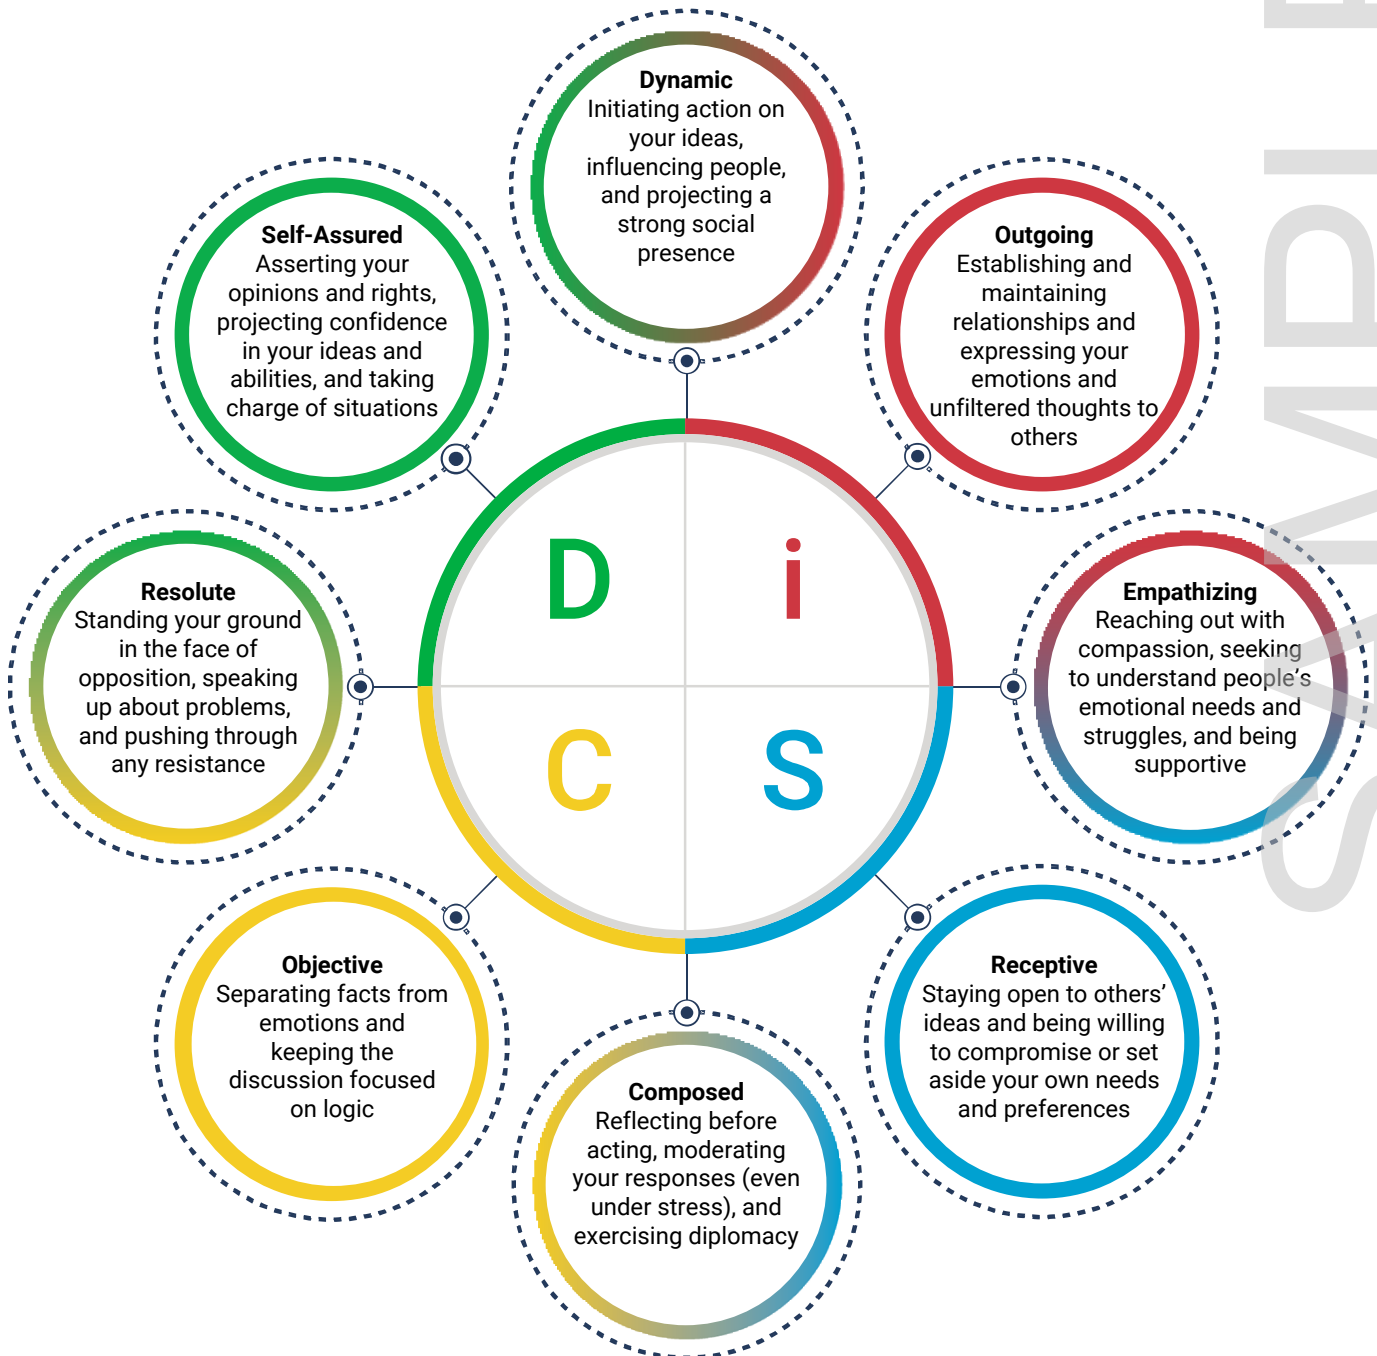 Dynamic
Initiating action on
your ideas,
influencing people,
and projecting a
strong social
presence
Self-Assured
Asserting your
opinions and rights,
projecting confidence
in your ideas and
abilities, and taking
charge of situations
Outgoing
Establishing and
maintaining
relationships and
expressing your
emotions and
unfiltered thoughts to
others
Resolute
Standing your ground
in the face of
opposition, speaking
up about problems,
and pushing through
any resistance
D
i
C
S
Empathizing
Reaching out with
compassion, seeking
to understand people’s
emotional needs and
struggles, and being
supportive
Objective
Separating facts from
emotions and
keeping the
discussion focused
on logic
Composed
Reflecting before
acting, moderating
your responses (even
under stress), and
exercising diplomacy
Receptive
Staying open to others’
ideas and being willing
to compromise or set
aside your own needs
and preferences